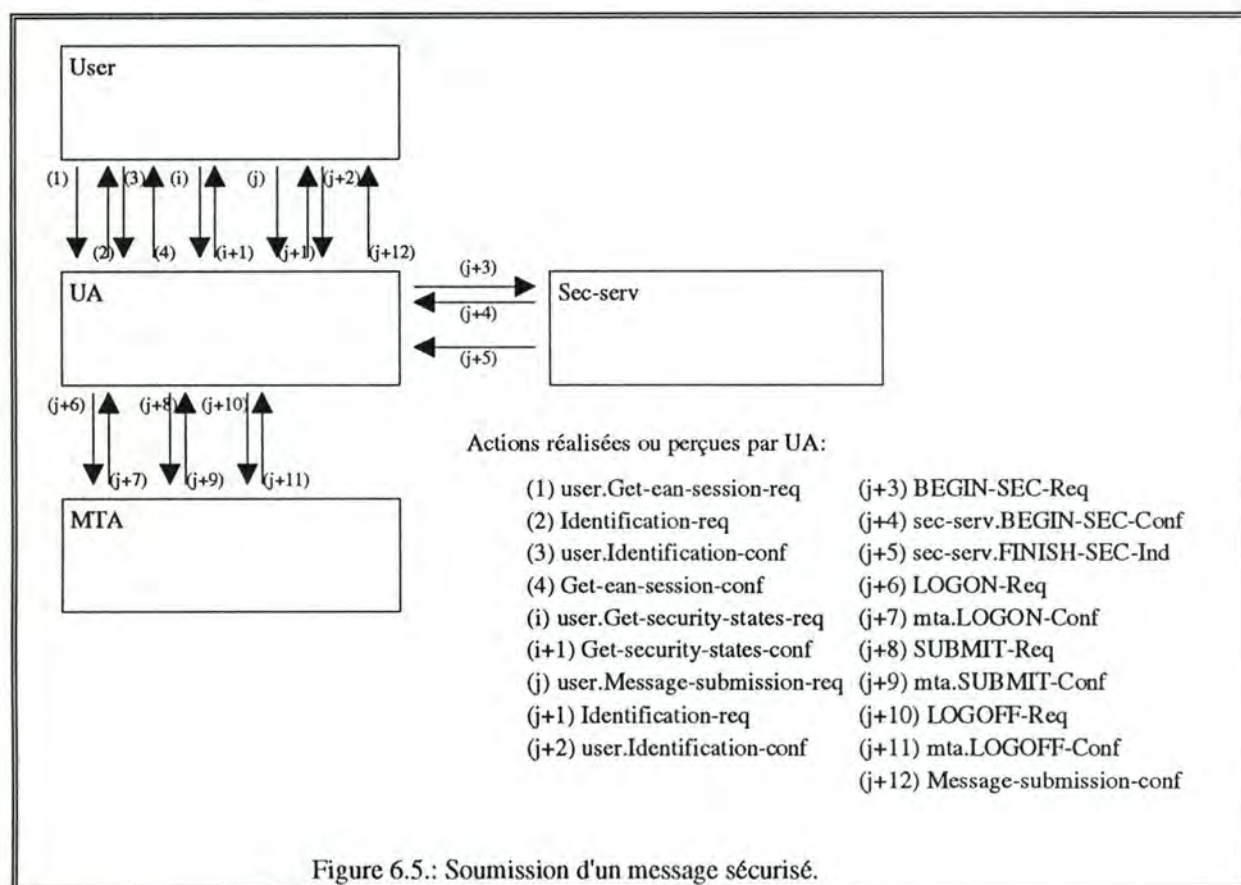 User
(1) (3) (i) (j) (j+2)
(2) (4) (i+1) (j+1) (j+12)
UA
(j+3)
(j+4)
(j+5)
Sec-serv
(j+6) (j+8) (j+10)
(j+7) (j+9) (j+11)
MTA
Actions réalisées ou perçues par UA:
(1) user.Get-ean-session-req
(2) Identification-req
(3) user.Identification-conf
(4) Get-ean-session-conf
(i) user.Get-security-states-req
(i+1) Get-security-states-conf
(j) user.Message-submission-req
(j+1) Identification-req
(j+2) user.Identification-conf
(j+3) BEGIN-SEC-Req
(j+4) sec-serv.BEGIN-SEC-Conf
(j+5) sec-serv.FINISH-SEC-Ind
(j+6) LOGON-Req
(j+7) mta.LOGON-Conf
(j+8) SUBMIT-Req
(j+9) mta.SUBMIT-Conf
(j+10) LOGOFF-Req
(j+11) mta.LOGOFF-Conf
(j+12) Message-submission-conf
Figure 6.5.: Soumission d'un message sécurisé.